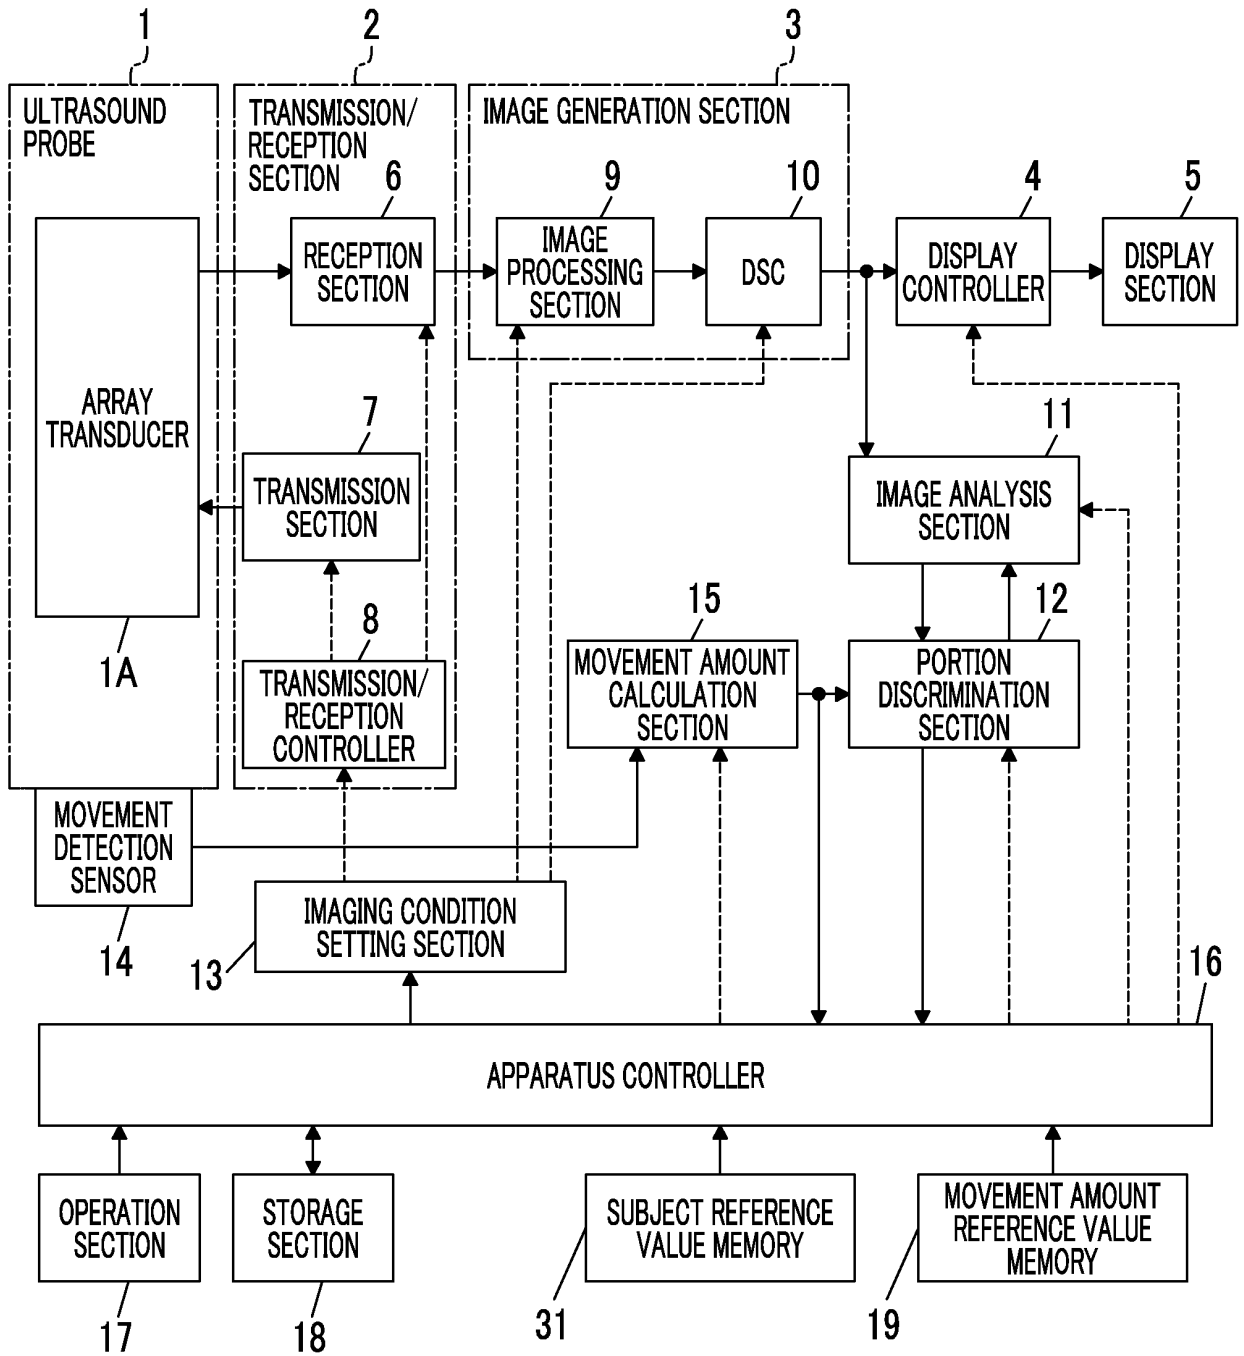 1
2
3
ULTRASOUND
PROBE
TRANSMISSION/
RECEPTION
SECTION
IMAGE GENERATION SECTION
6
9
10
4
5
RECEPTION
SECTION
IMAGE
PROCESSING
SECTION
DSC
DISPLAY
CONTROLLER
DISPLAY
SECTION
ARRAY
TRANSDUCER
7
11
TRANSMISSION
SECTION
IMAGE ANALYSIS
SECTION
1A
8
15
12
TRANSMISSION/
RECEPTION
CONTROLLER
MOVEMENT AMOUNT
CALCULATION
SECTION
PORTION
DISCRIMINATION
SECTION
MOVEMENT
DETECTION
SENSOR
14
IMAGING CONDITION
SETTING SECTION
13
16
APPARATUS CONTROLLER
OPERATION
SECTION
STORAGE
SECTION
SUBJECT REFERENCE
VALUE MEMORY
MOVEMENT AMOUNT
REFERENCE VALUE
MEMORY
17
18
31
19